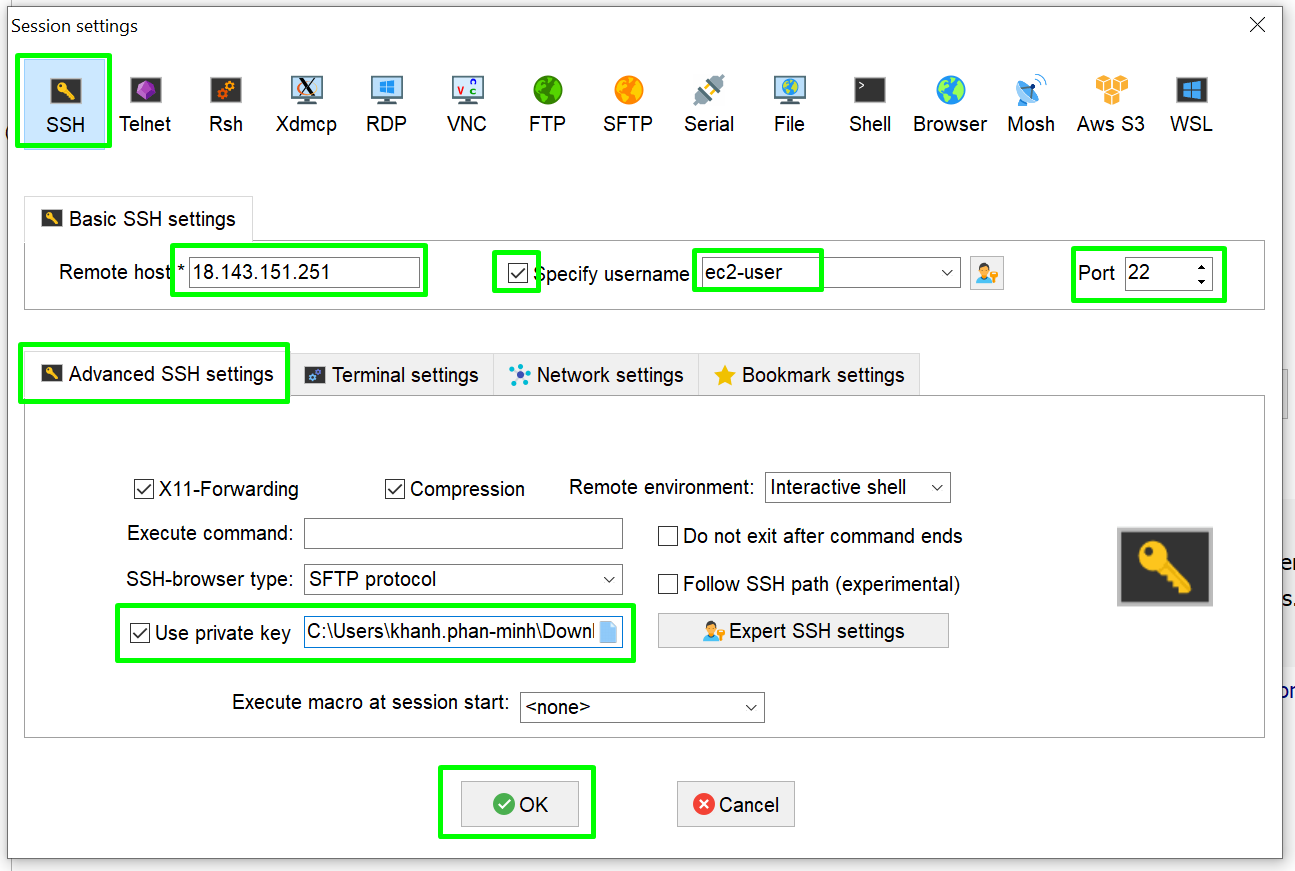 Session settings
SSH Telnet Rsh Xdmcp RDP VNC FTP SFTP Serial File Shell Browser Mosh Aws S3 WSL
Basic SSH settings
Remote host * 18.143.151.251 Specify username ec2-user Port 22
Advanced SSH settings Terminal settings Network settings Bookmark settings
X11-Forwarding Compression Remote environment: Interactive shell
Execute command: Do not exit after command ends
SSH-browser type: SFTP protocol Follow SSH path (experimental)
Use private key C:\Users\khanh.phan-minh\Downl Expert SSH settings
Execute macro at session start: <none>
OK Cancel